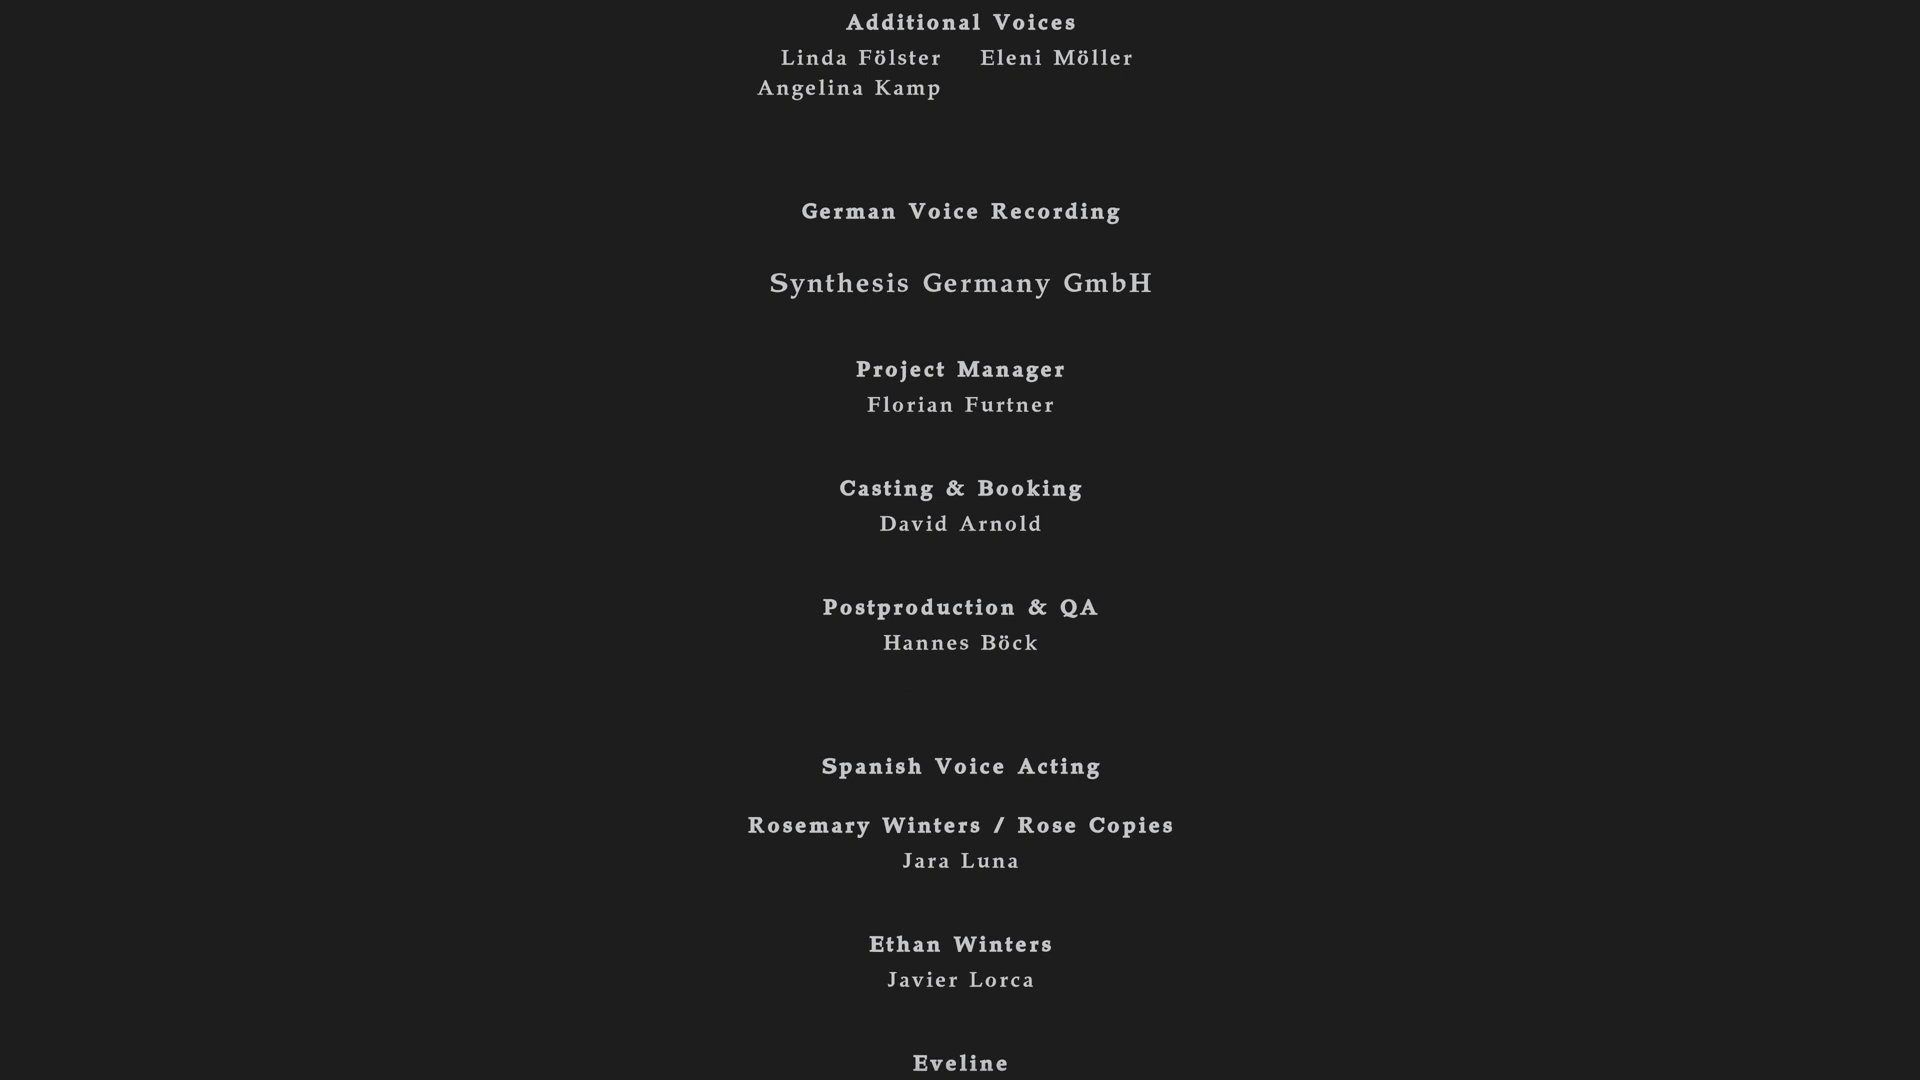 Additional Voices
Linda Fölster Eleni Möller
Angelina Kamp
German Voice Recording
Synthesis Germany GmbH
Project Manager
Florian Furtner
Casting & Booking
David Arnold
Postproduction & QA
Hannes Böck
Spanish Voice Acting
Rosemary Winters / Rose Copies
Jara Luna
Ethan Winters
Javier Lorca
Eveline